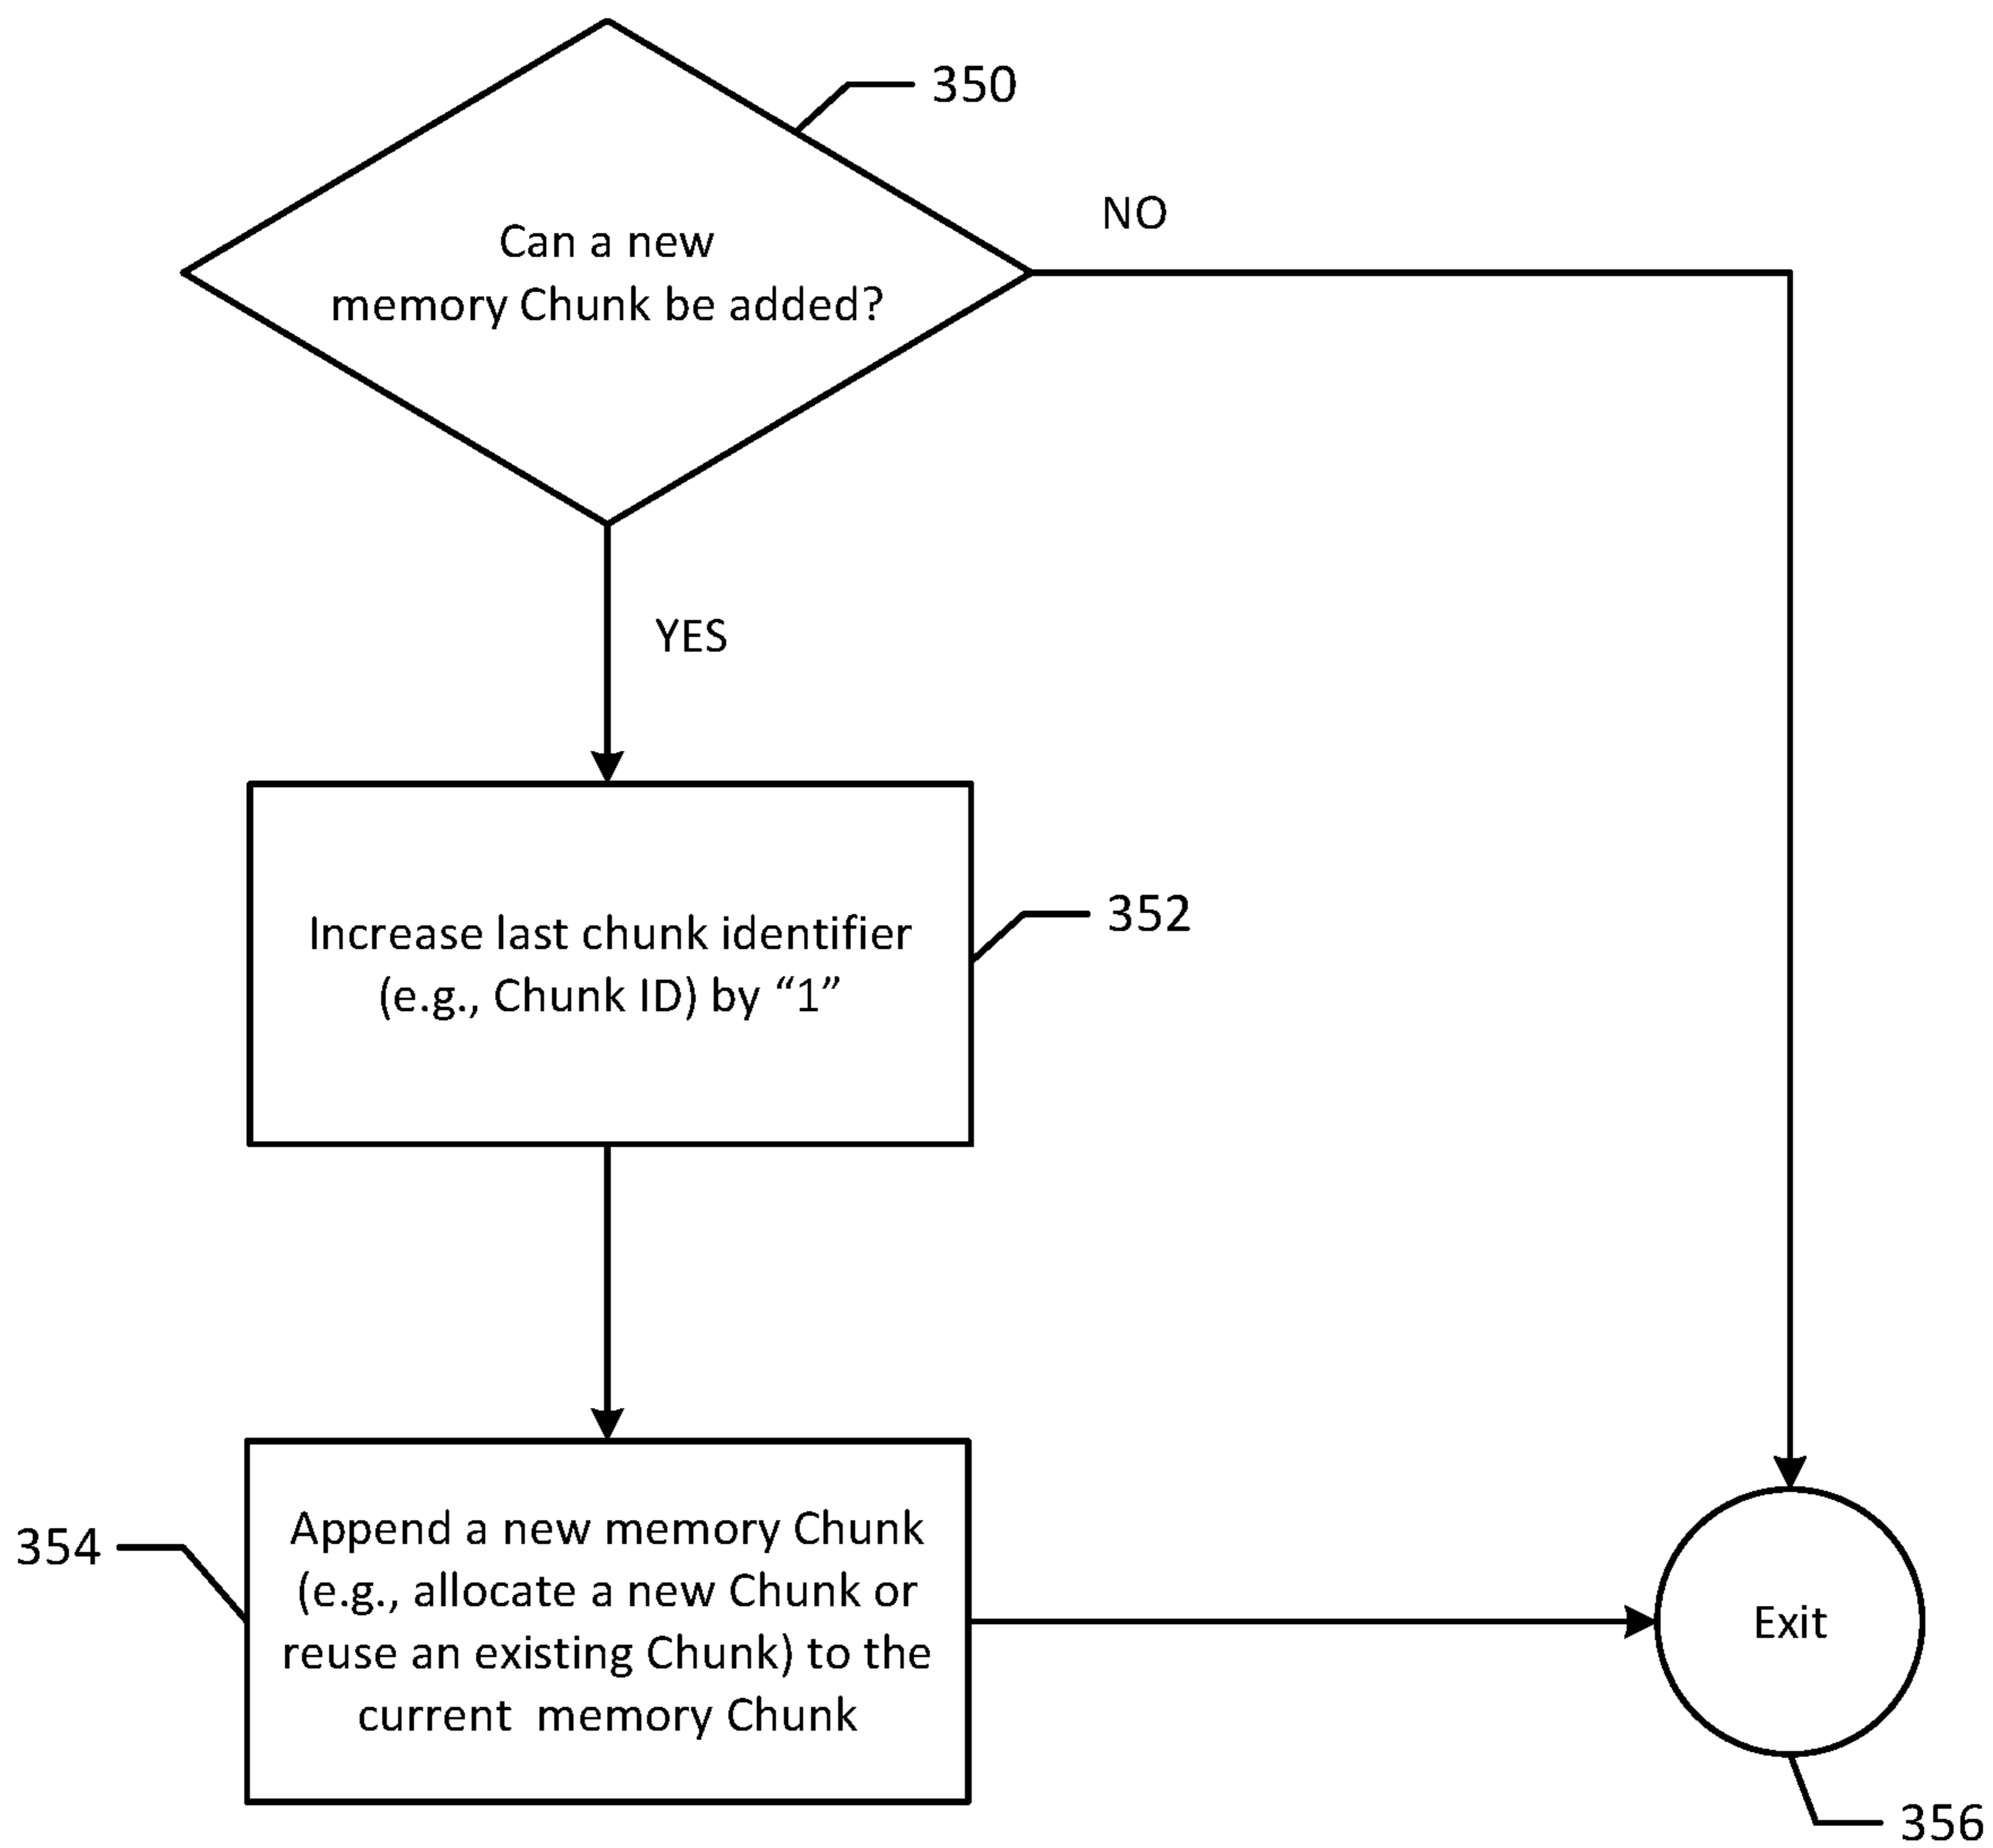 350
NO
Can a new
memory Chunk be added?
YES
352
Increase last chunk identifier
(e.g., Chunk ID) by “1”
354
Append a new memory Chunk
(e.g., allocate a new Chunk or
reuse an existing Chunk) to the
current memory Chunk
Exit
356